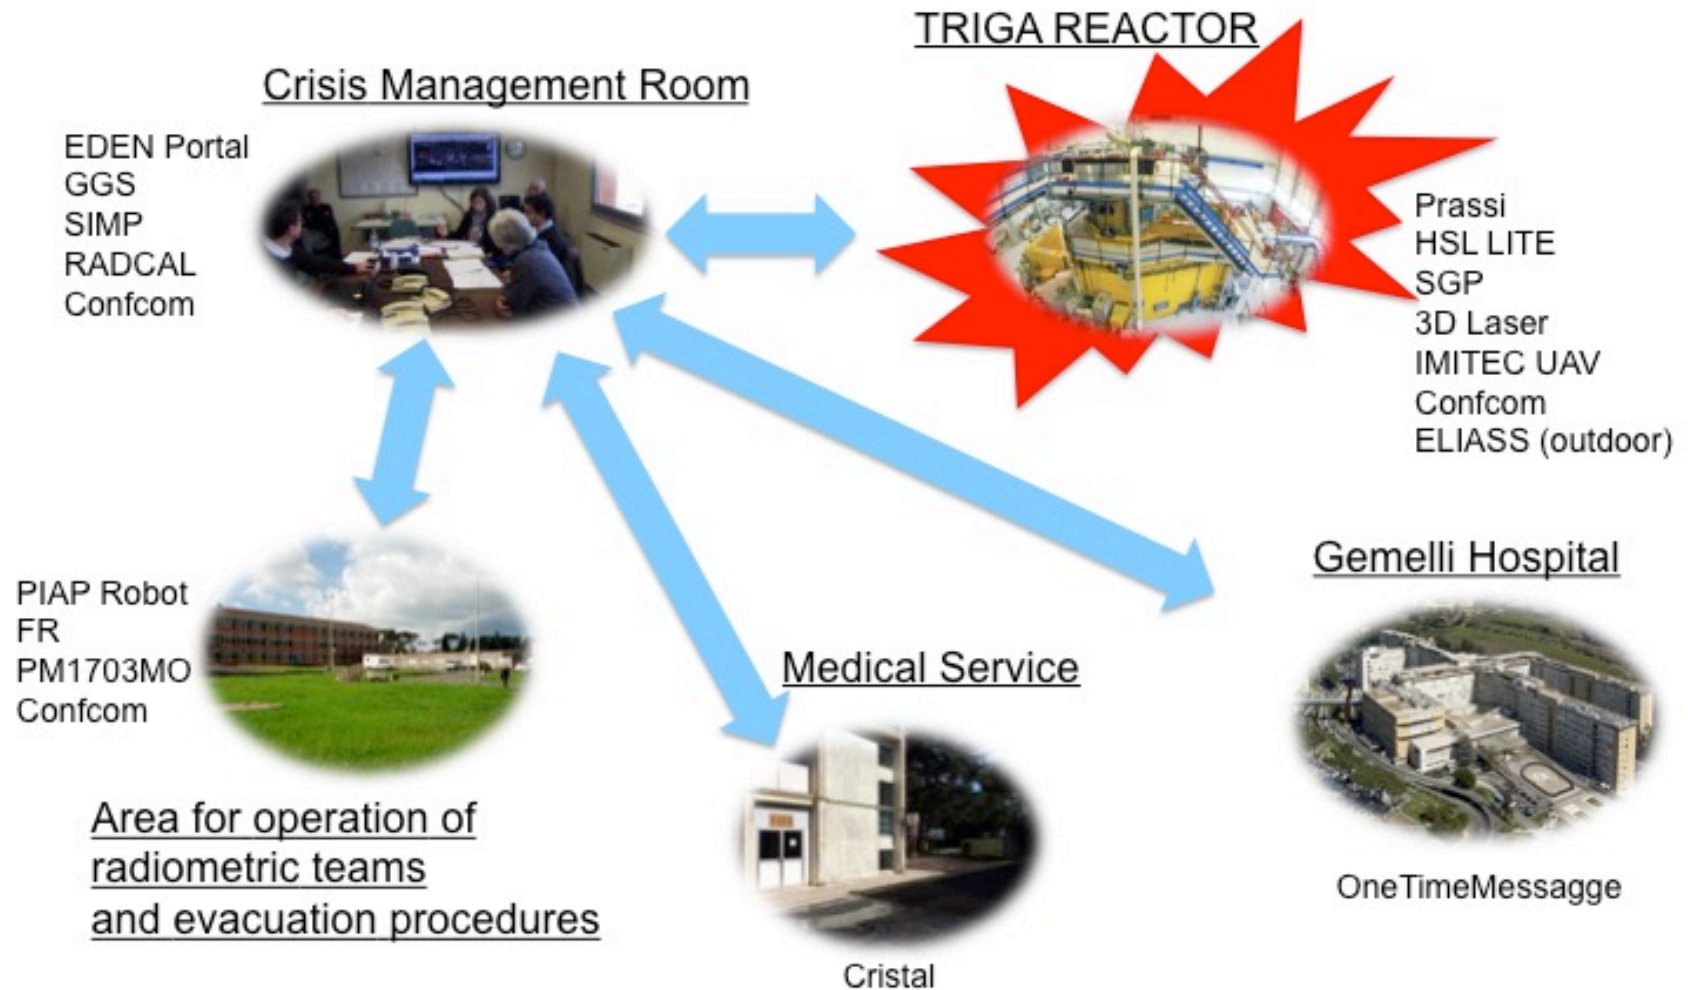 TRIGA REACTOR
Crisis Management Room
EDEN Portal
GGS
SIMP
RADCAL
Confcom
Prassi
HSL LITE
SGP
3D Laser
IMITEC UAV
Confcom
ELIASS (outdoor)
Gemelli Hospital
OneTimeMessagge
PIAP Robot
FR
PM1703MO
Confcom
Area for operation of
radiometric teams
and evacuation procedures
Medical Service
Cristal